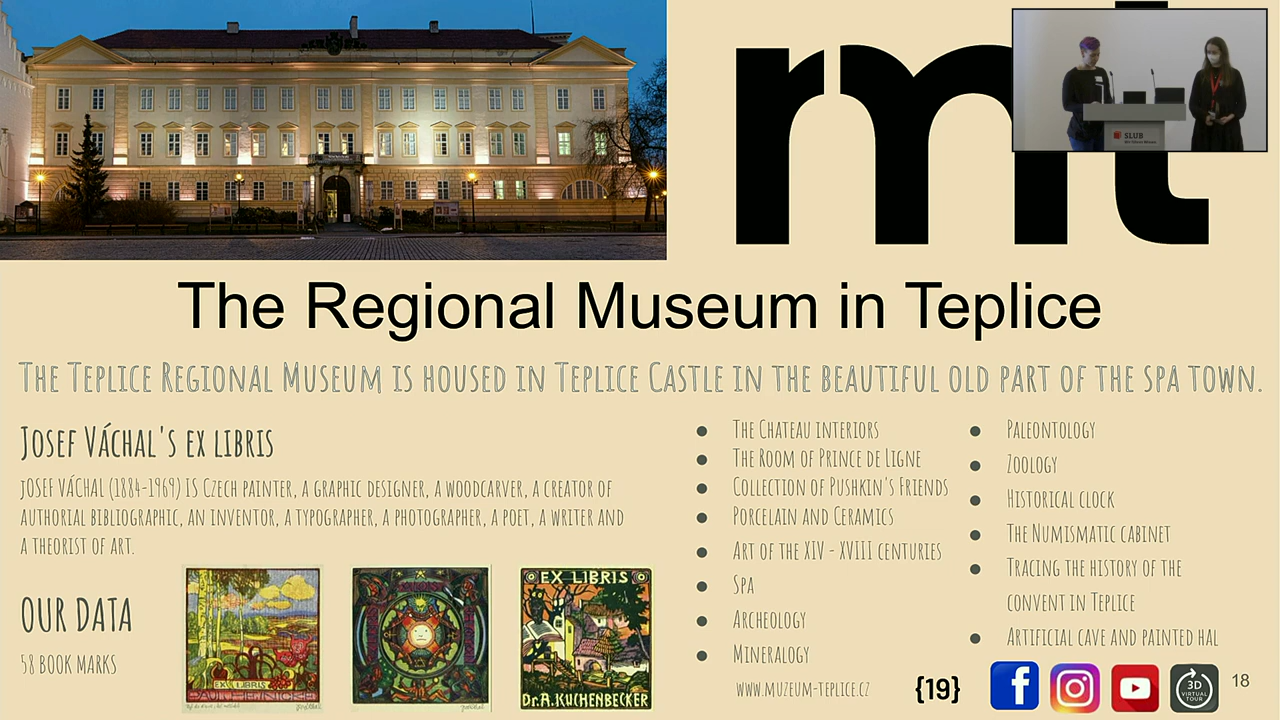 rmt
SLUB
The Regional Museum in Teplice
The Teplice Regional Museum is housed in Teplice Castle in the beautiful old part of the spa town.
Josef Váchal's ex libris
Josef Váchal (1884-1969) is Czech painter, a graphic designer, a woodcarver, a creator of
authorial bibliographic, an inventor, a typographer, a photographer, a poet, a writer and
a theorist of art.
OUR DATA
58 BOOK MARKS
EX LIBRIS
EX LIBRIS
Dr. A. KUCHENBECKER
● The Chateau interiors
● The Room of Prince de Ligne
● Collection of Pushkin's Friends
● Porcelain and Ceramics
● Art of the XIV - XVIII centuries
● Spa
● Archeology
● Mineralogy
● Paleontology
● Zoology
● Historical clock
● The Numismatic cabinet
● Tracing the history of the
convent in Teplice
● Artificial cave and painted hal
www.muzeum-teplice.cz
{19}
3D
VIRTUAL
TOUR
18